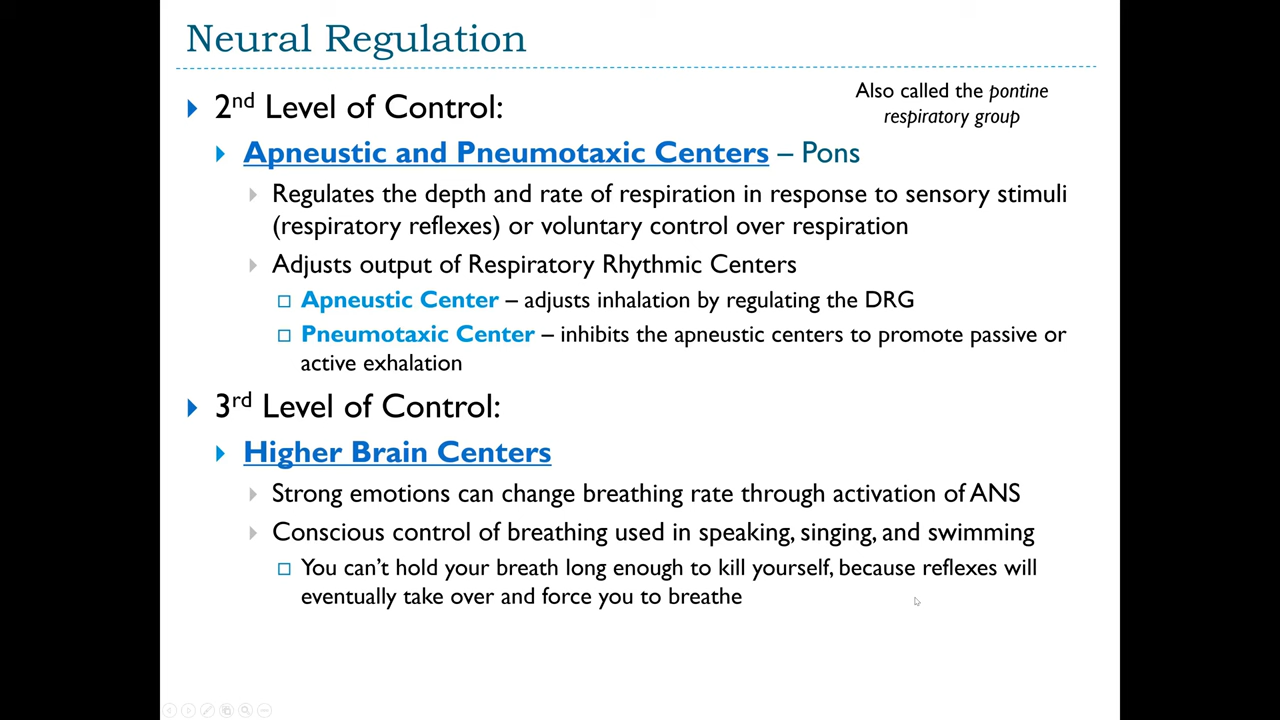 Neural Regulation
Also called the pontine
respiratory group
2nd Level of Control:
Apneustic and Pneumotaxic Centers – Pons
Regulates the depth and rate of respiration in response to sensory stimuli
(respiratory reflexes) or voluntary control over respiration
Adjusts output of Respiratory Rhythmic Centers
Apneustic Center – adjusts inhalation by regulating the DRG
Pneumotaxic Center – inhibits the apneustic centers to promote passive or
active exhalation
3rd Level of Control:
Higher Brain Centers
Strong emotions can change breathing rate through activation of ANS
Conscious control of breathing used in speaking, singing, and swimming
You can’t hold your breath long enough to kill yourself, because reflexes will
eventually take over and force you to breathe